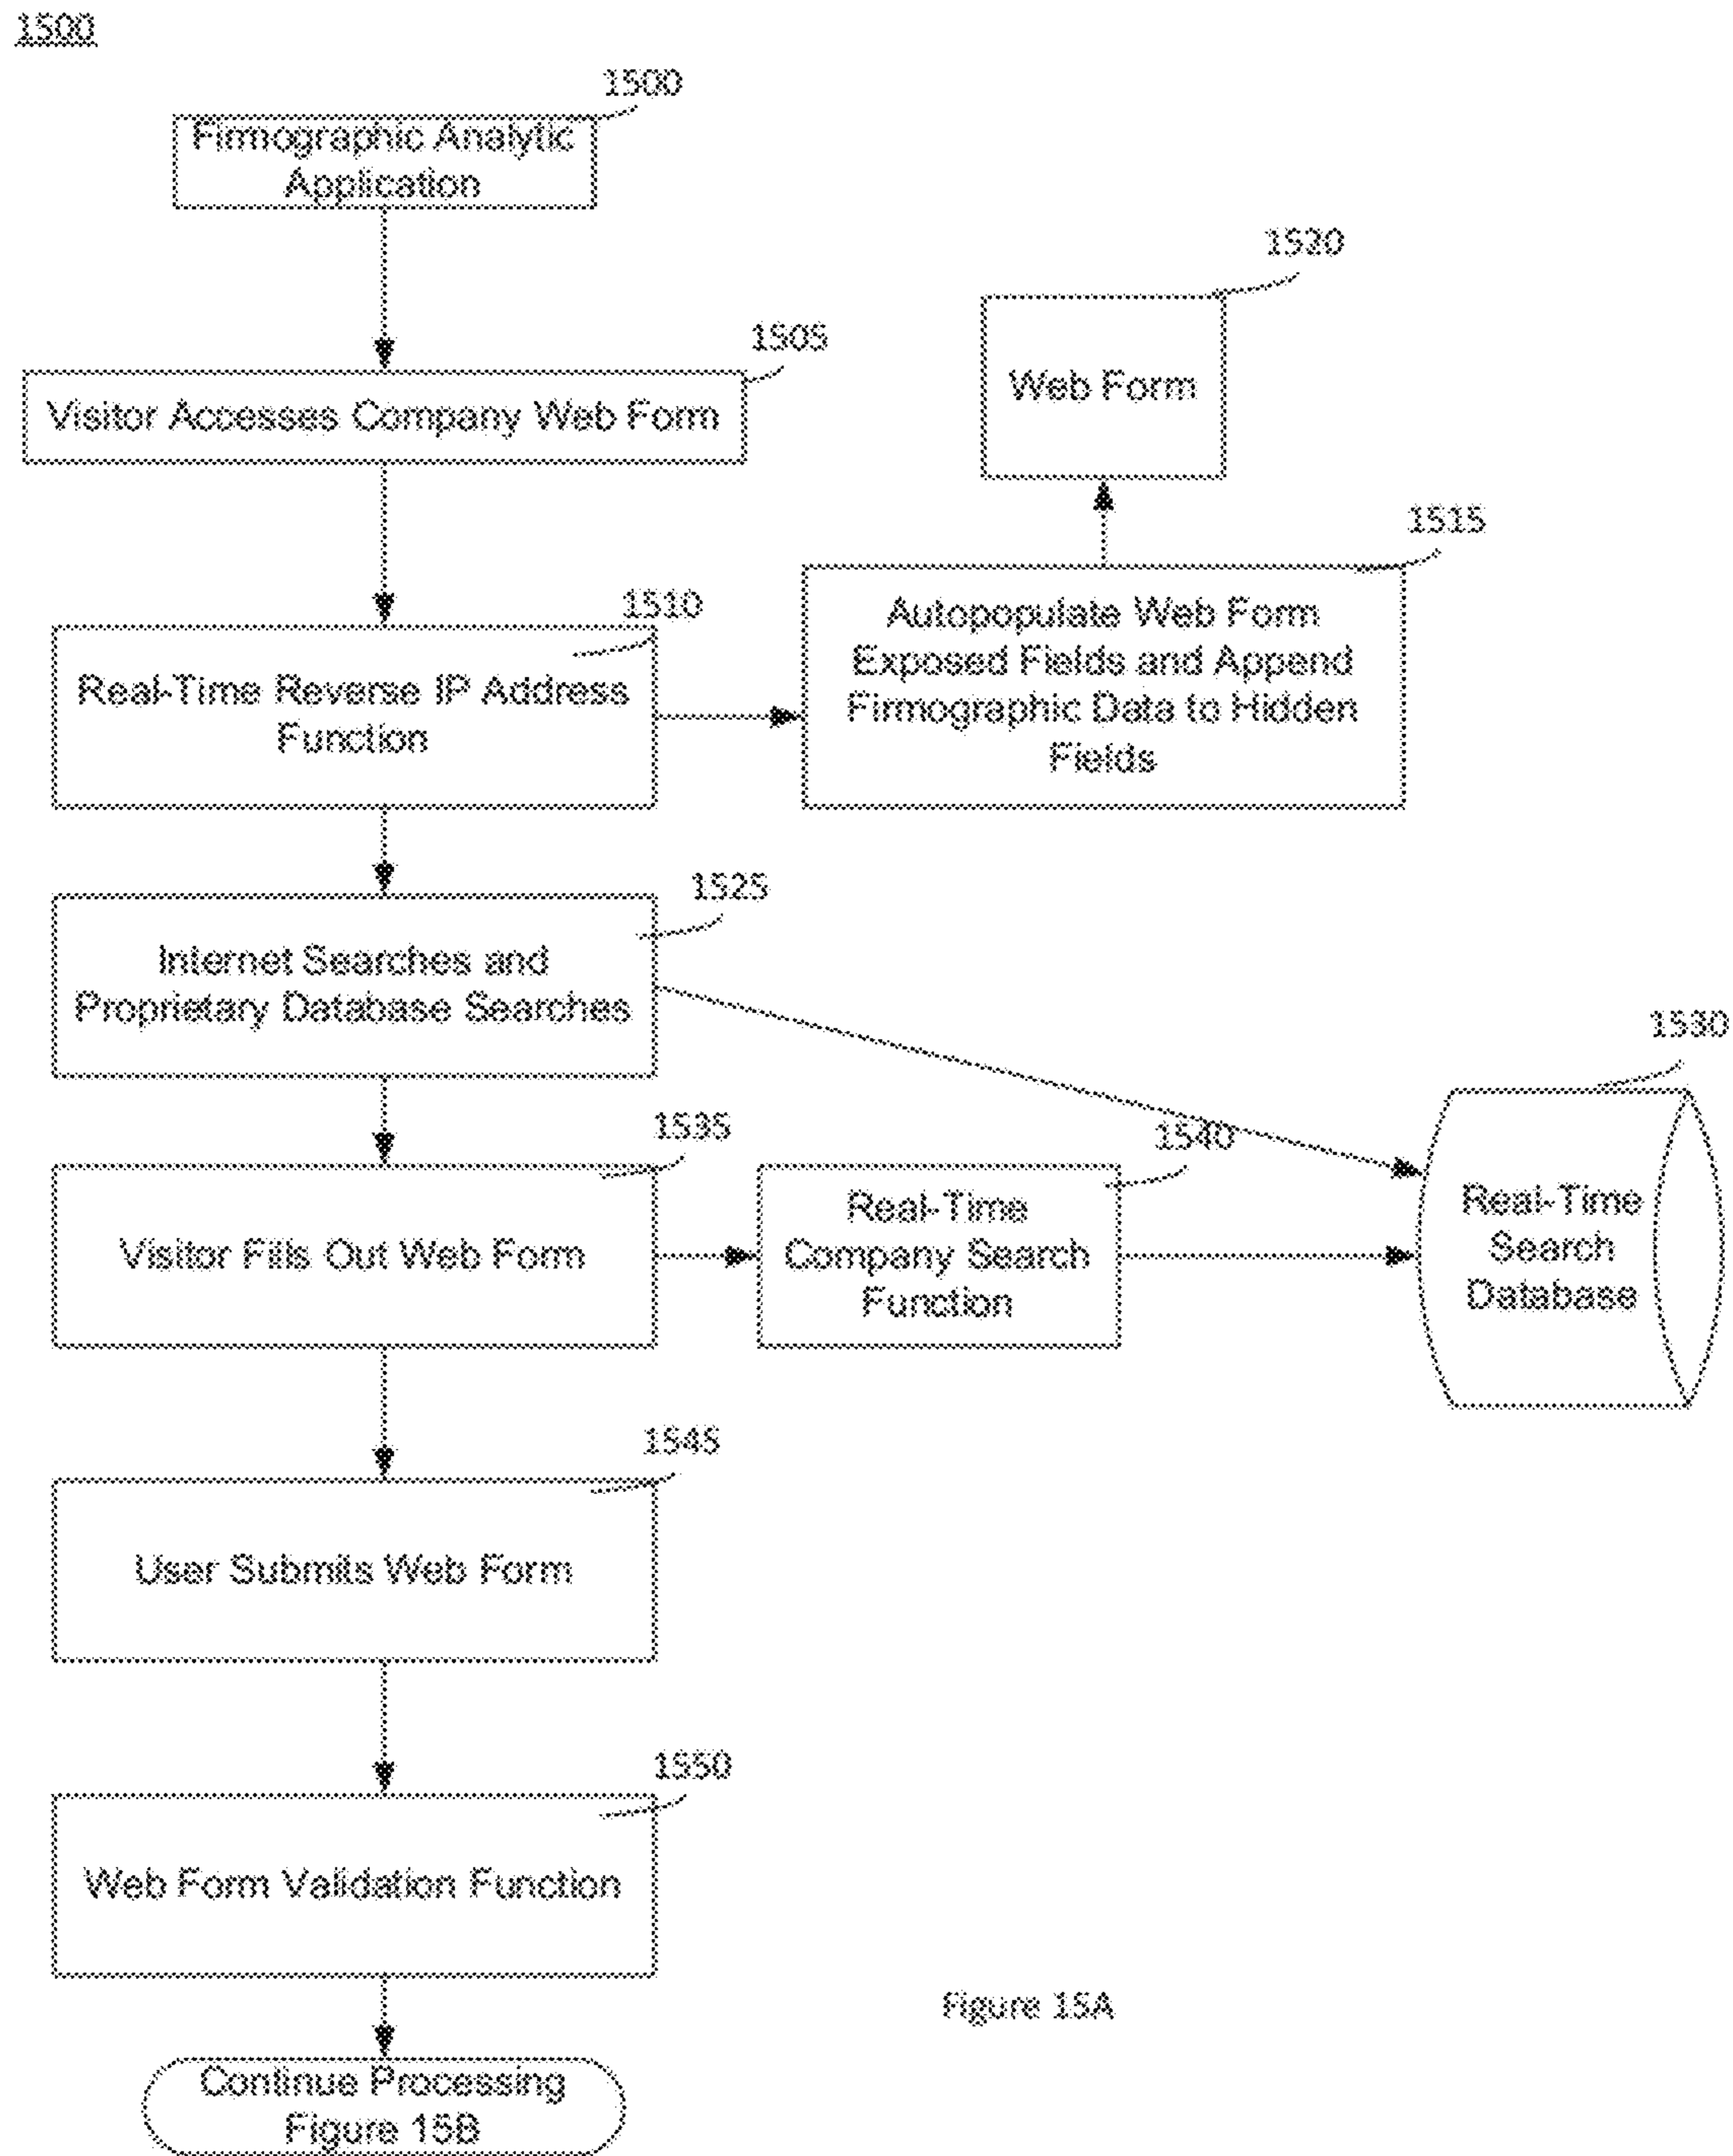 1500
1500
Firmographic Analytic
Application
1505
Visitor Accesses Company Web Form
1520
Web Form
1510
Real-Time Reverse IP Address
Function
1515
Autopopulate Web Form
Exposed Fields and Append
Firmographic Data to Hidden
Fields
1525
Internet Searches and
Proprietary Database Searches
1530
Real-Time
Search
Database
1535
Visitor Fills Out Web Form
1540
Real-Time
Company Search
Function
1545
User Submits Web Form
1550
Web Form Validation Function
Figure 15A
Continue Processing
Figure 15B